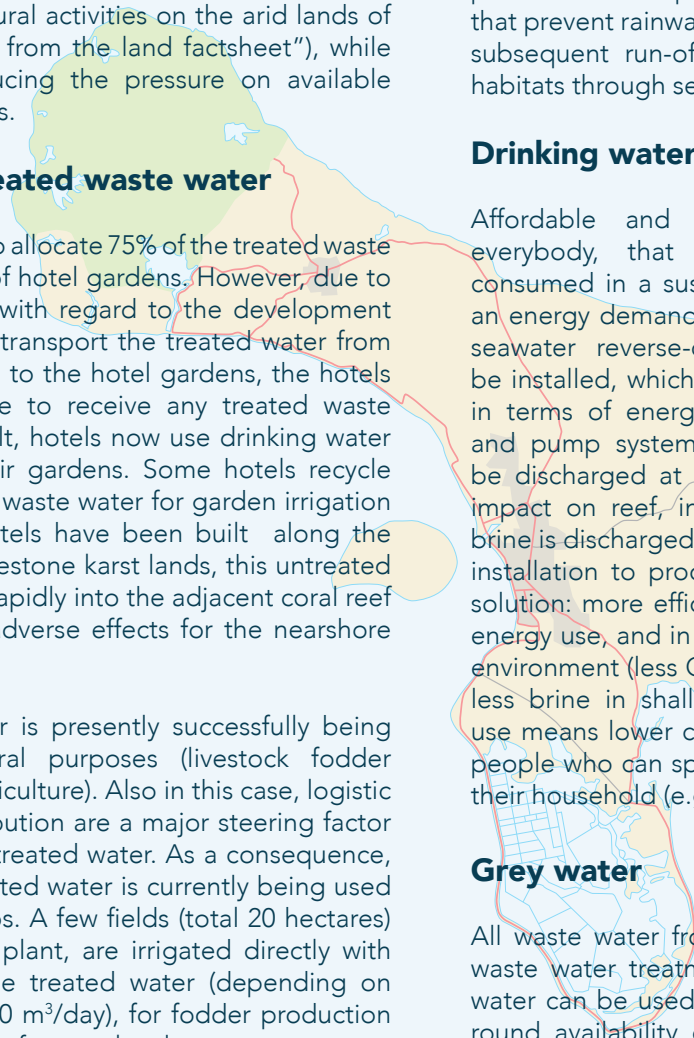 ural activities on the arid lands of
from the land factsheet”), while
ucing the pressure on available
s.
eated waste water
o allocate 75% of the treated waste
of hotel gardens. However, due to
with regard to the development
transport the treated water from
to the hotel gardens, the hotels
e to receive any treated waste
lt, hotels now use drinking water
ir gardens. Some hotels recycle
waste water for garden irrigation
tels have been built along the
estone karst lands, this untreated
apidly into the adjacent coral reef
adverse effects for the nearshore
r is presently successfully being
ral purposes (livestock fodder
iculture). Also in this case, logistic
bution are a major steering factor
treated water. As a consequence,
ted water is currently being used
os. A few fields (total 20 hectares)
plant, are irrigated directly with
e treated water (depending on
0 m³/day), for fodder production
that prevent rainwa
subsequent run-of
habitats through se
Drinking water
Affordable and
everybody, that
consumed in a sus
an energy demand
seawater reverse-o
be installed, which
in terms of energ
and pump system
be discharged at
impact on reef, in
brine is discharged
installation to proc
solution: more effic
energy use, and in
environment (less C
less brine in shall
use means lower c
people who can sp
their household (e.g
Grey water
All waste water fro
waste water treatm
water can be used
round availability